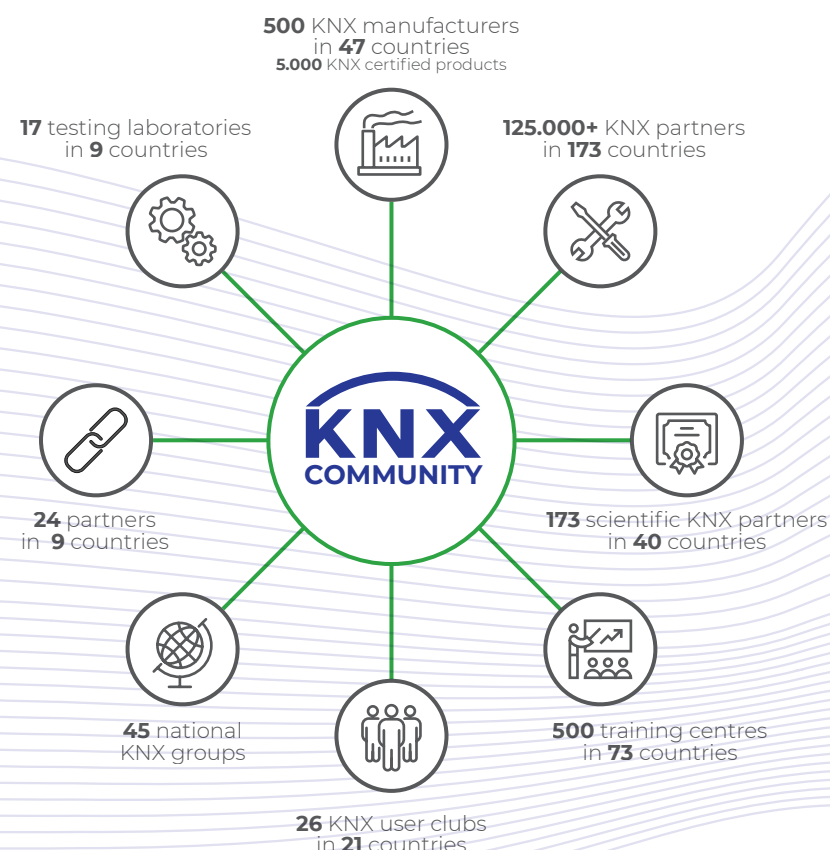 500 KNX manufacturers
in 47 countries
5.000 KNX certified products
17 testing laboratories
in 9 countries
125.000+ KNX partners
in 173 countries
KNX
COMMUNITY
24 partners
in 9 countries
173 scientific KNX partners
in 40 countries
45 national
KNX groups
500 training centres
in 73 countries
26 KNX user clubs
in 21 countries